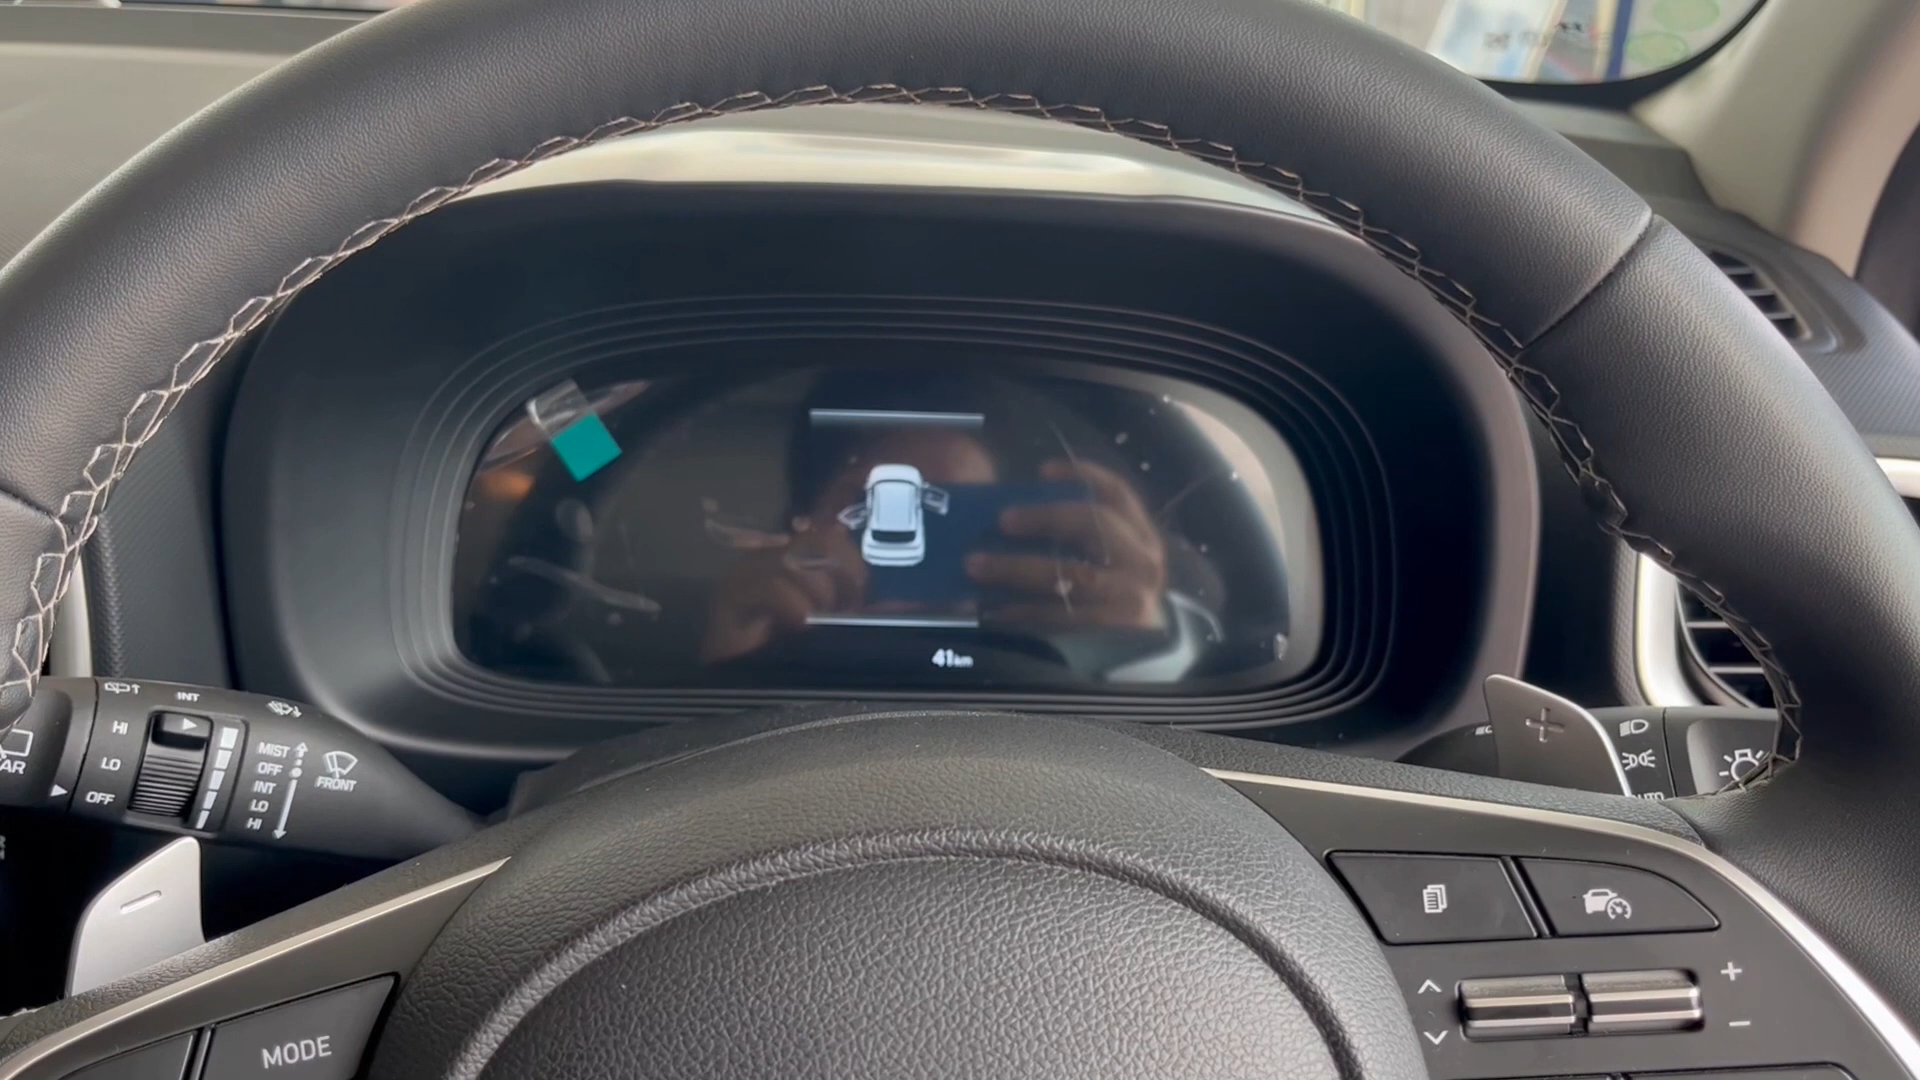 41km
INT
HI
LO
OFF
MIST
OFF
INT
LO
HI
FRONT
+
-
MODE
+
-